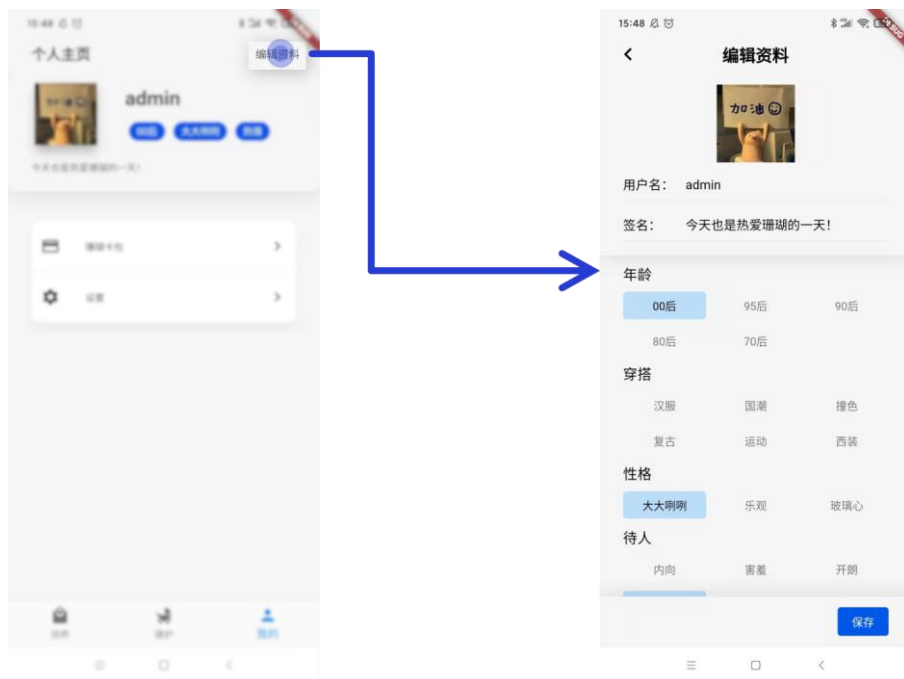 15:48
个人主页
编辑资料
admin
00后 大大咧咧 热情
今天也是热爱珊瑚的一天!
设置
我的
15:48
编辑资料
加油
用户名: admin
签名: 今天也是热爱珊瑚的一天!
年龄
00后 95后 90后
80后 70后
穿搭
汉服 国潮 撞色
复古 运动 西装
性格
大大咧咧 乐观 玻璃心
待人
内向 害羞 开朗
保存